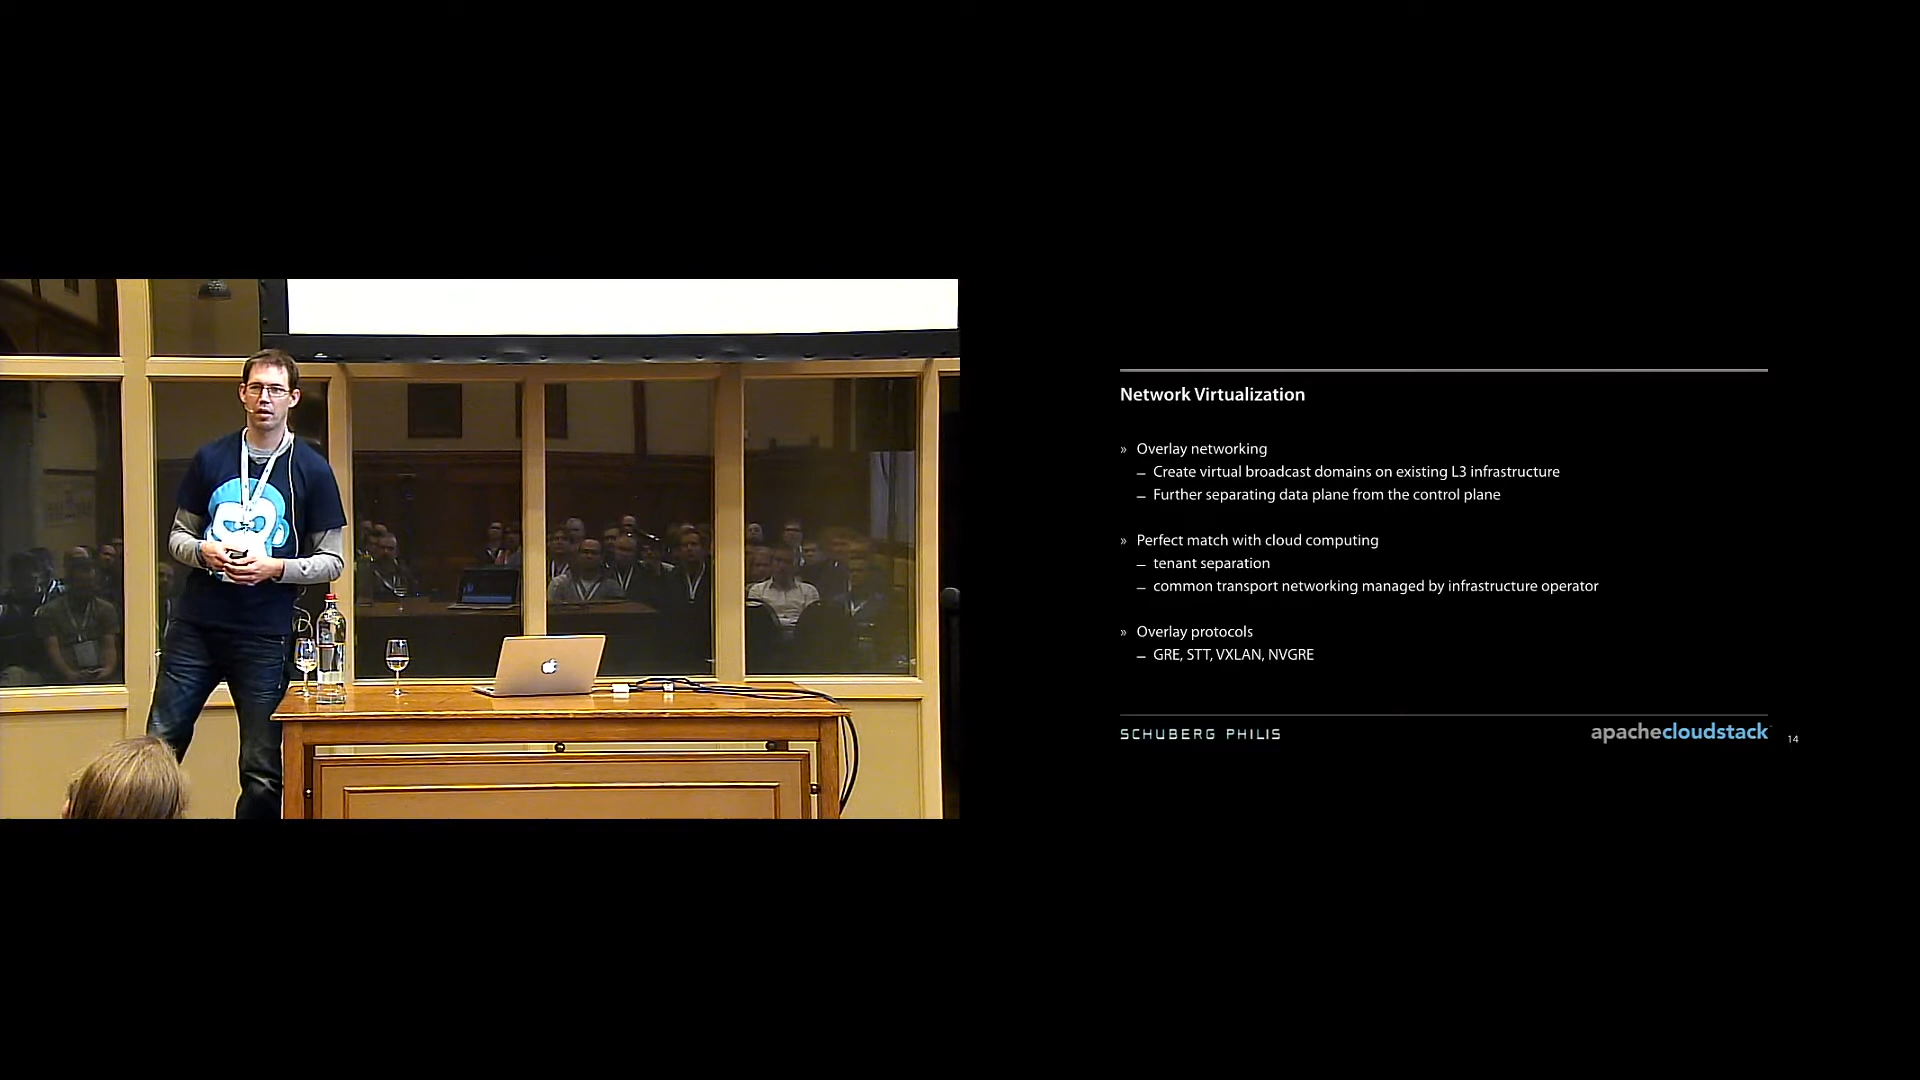 Network Virtualization
» Overlay networking
– Create virtual broadcast domains on existing L3 infrastructure
– Further separating data plane from the control plane
» Perfect match with cloud computing
– tenant separation
– common transport networking managed by infrastructure operator
» Overlay protocols
– GRE, STT, VXLAN, NVGRE
SCHUBERG PHILIS
apachecloudstack
14